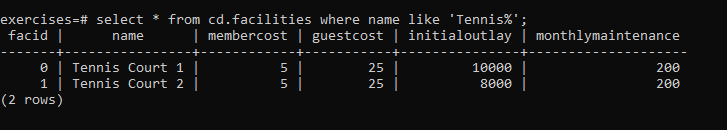 exercises=# select * from cd.facilities where name like 'Tennis%';
 facid |      name      | membercost | guestcost | initialoutlay | monthlymaintenance
-------+----------------+------------+-----------+---------------+--------------------
     0 | Tennis Court 1 |          5 |        25 |         10000 |                200
     1 | Tennis Court 2 |          5 |        25 |          8000 |                200
(2 rows)